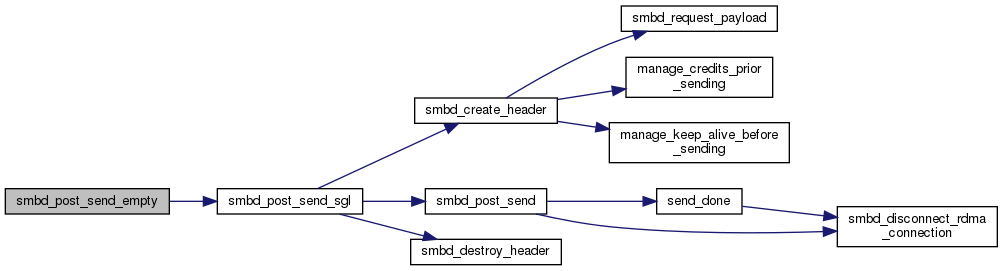 smbd_request_payload
manage_credits_prior
_sending
smbd_create_header
manage_keep_alive_before
_sending
smbd_post_send_empty
smbd_post_send_sgl
smbd_post_send
send_done
smbd_disconnect_rdma
_connection
smbd_destroy_header